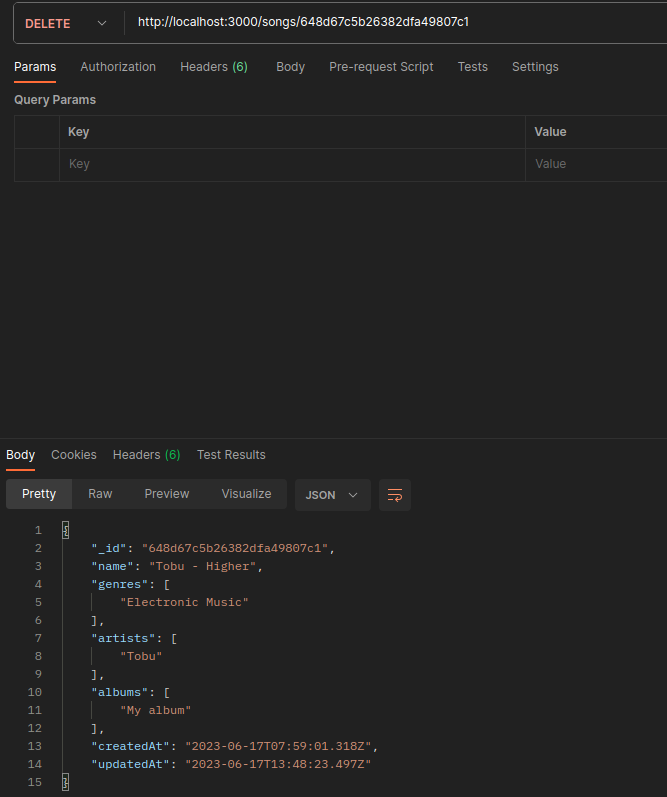 DELETE http://localhost:3000/songs/648d67c5b26382dfa49807c1
Params Authorization Headers (6) Body Pre-request Script Tests Settings
Query Params
Key Value
Key Value
Body Cookies Headers (6) Test Results
Pretty Raw Preview Visualize JSON
1 {
2 "_id": "648d67c5b26382dfa49807c1",
3 "name": "Tobu - Higher",
4 "genres": [
5 "Electronic Music"
6 ],
7 "artists": [
8 "Tobu"
9 ],
10 "albums": [
11 "My album"
12 ],
13 "createdAt": "2023-06-17T07:59:01.318Z",
14 "updatedAt": "2023-06-17T13:48:23.497Z"
15 }